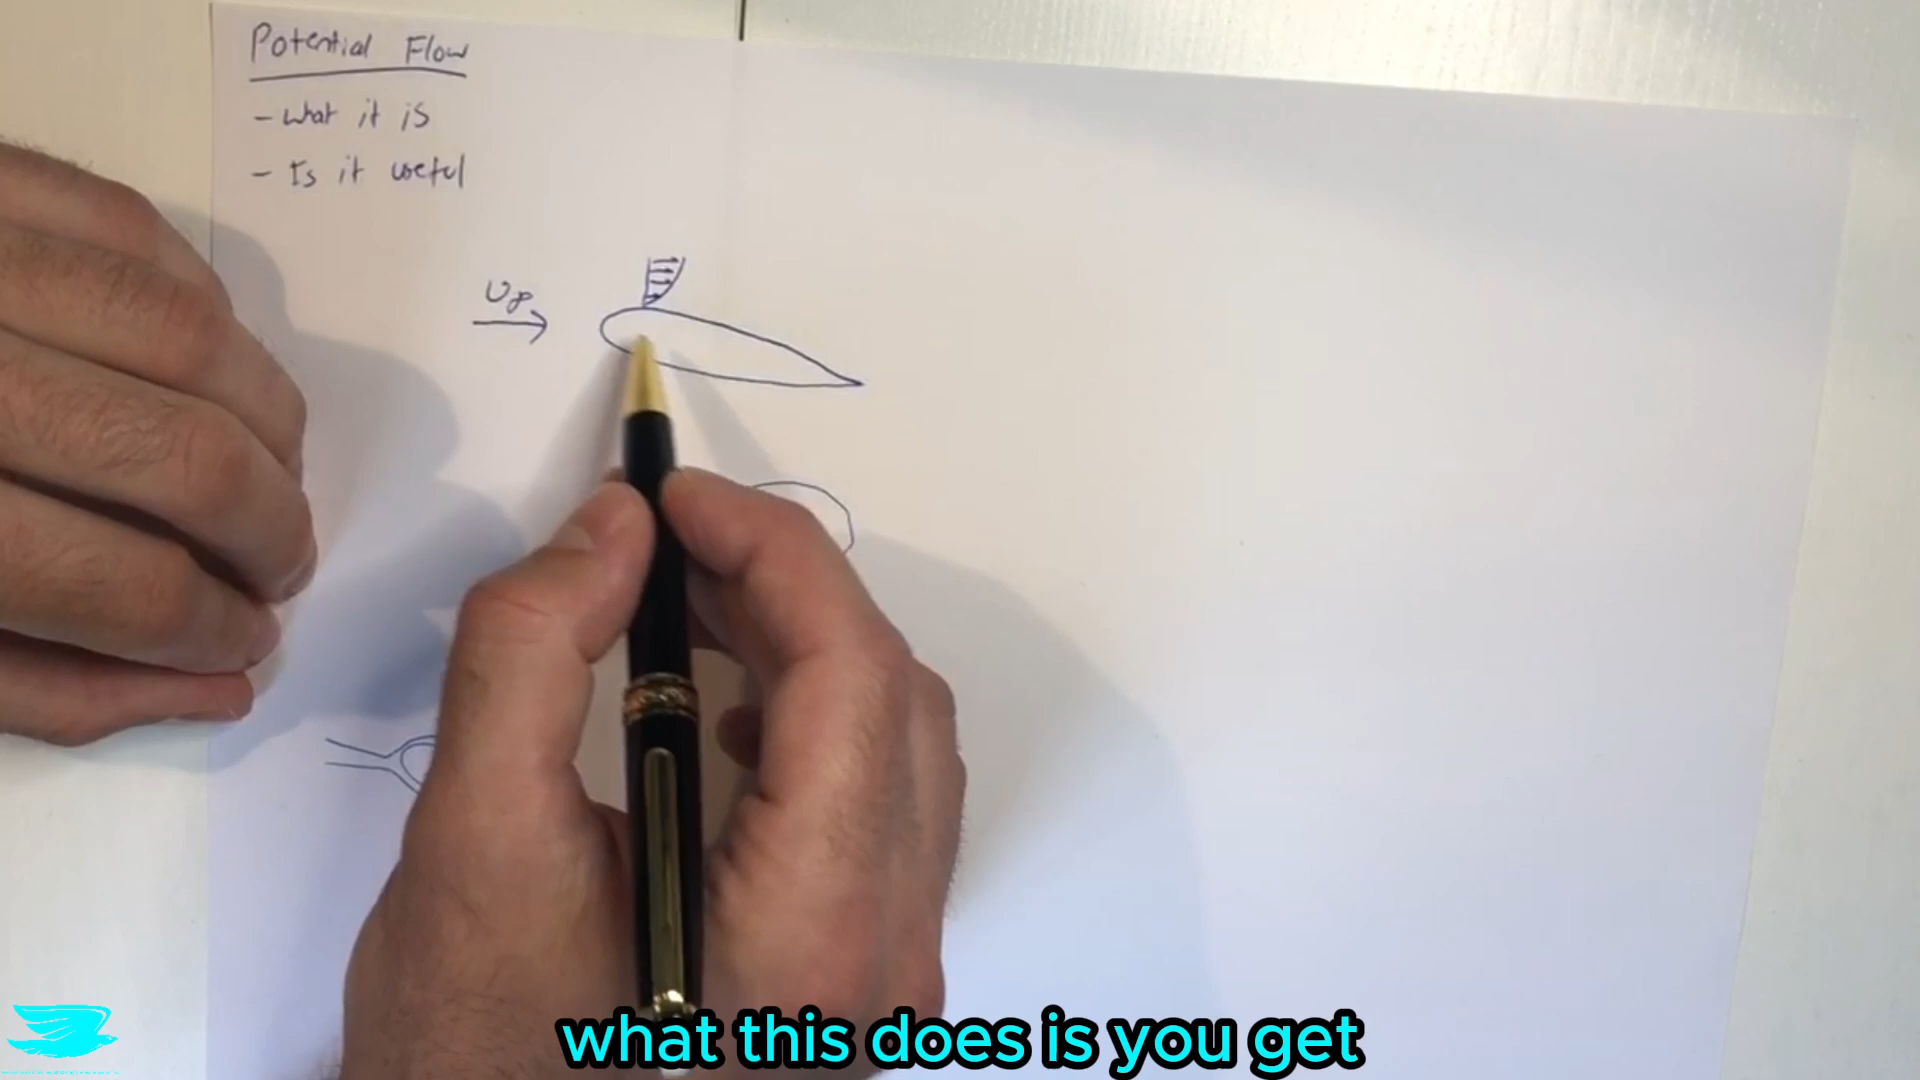 Potential Flow
- What it is
- Is it useful
U∞
what this does is you get